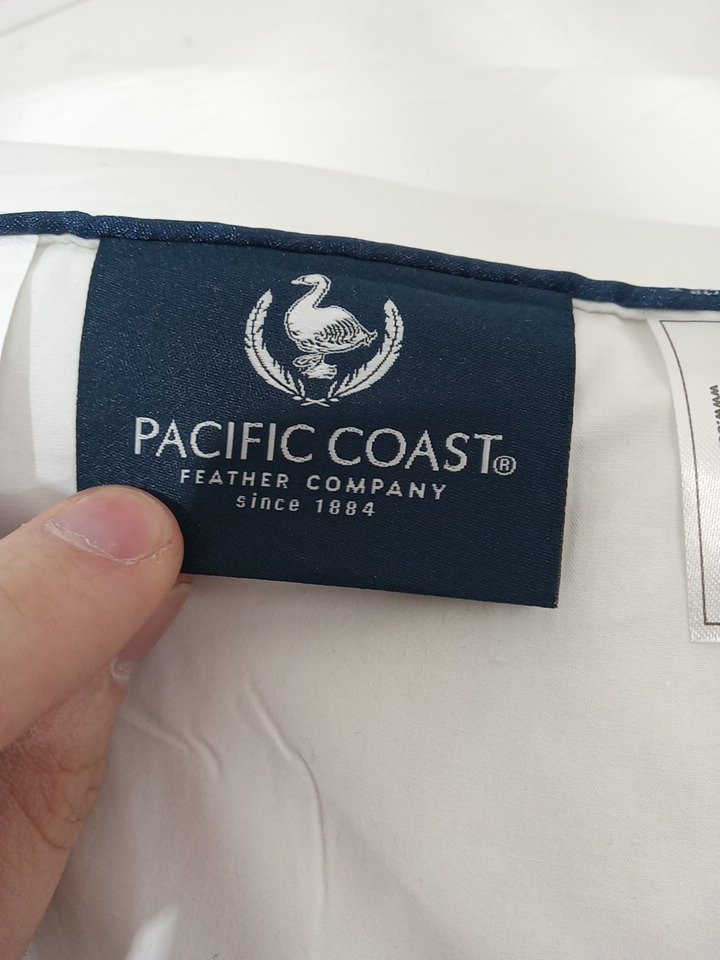 PACIFIC COAST®
FEATHER COMPANY
since 1884